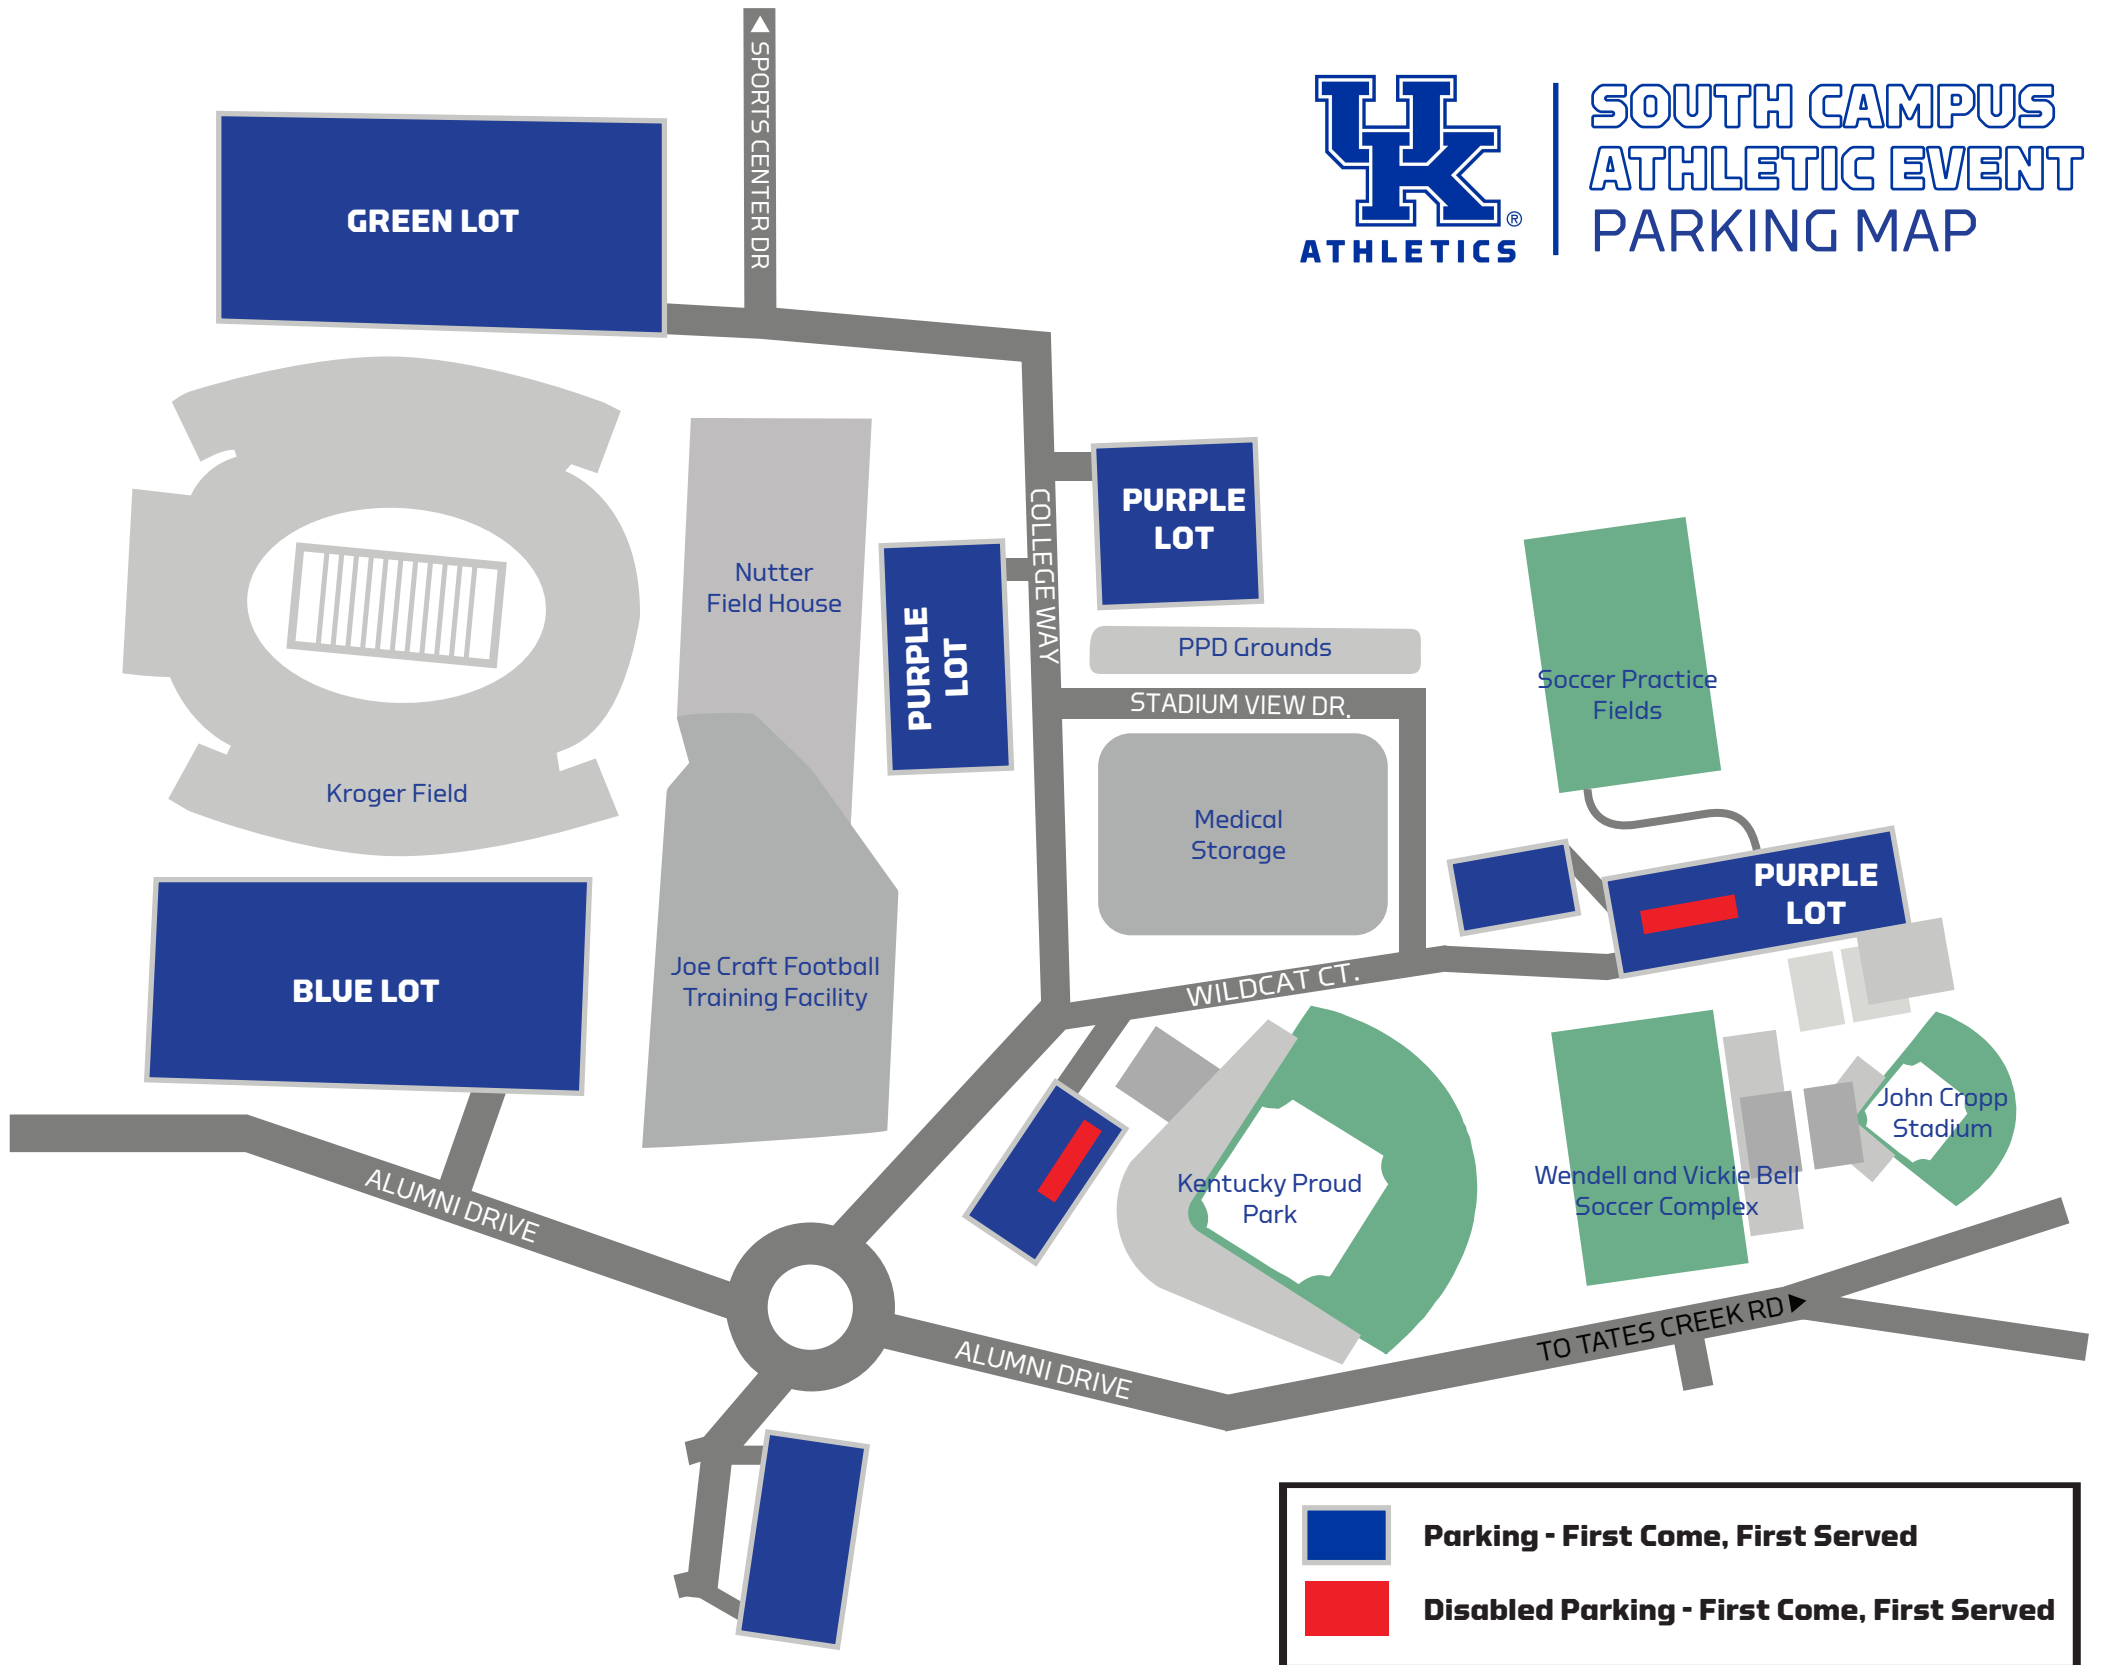 ▲ SPORTS CENTER DR
UK
®
ATHLETICS
SOUTH CAMPUS
ATHLETIC EVENT
PARKING MAP
GREEN LOT
PURPLE
LOT
COLLEGE WAY
Nutter
Field House
PURPLE
LOT
PPD Grounds
STADIUM VIEW DR.
Soccer Practice
Fields
Kroger Field
Medical
Storage
PURPLE
LOT
BLUE LOT
Joe Craft Football
Training Facility
WILDCAT CT.
John Cropp
Stadium
Kentucky Proud
Park
Wendell and Vickie Bell
Soccer Complex
ALUMNI DRIVE
ALUMNI DRIVE
TO TATES CREEK RD ▶
Parking - First Come, First Served
Disabled Parking - First Come, First Served